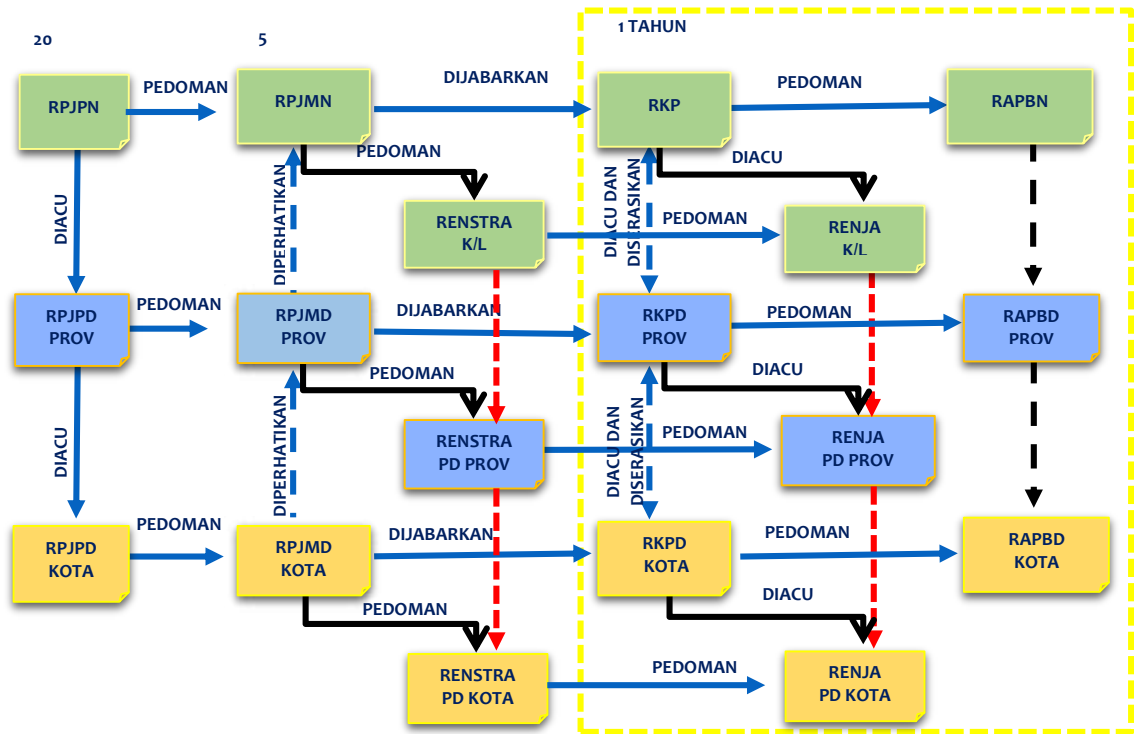 20
5
1 TAHUN
RPJPN
PEDOMAN
RPJMN
DIJABARKAN
RKP
PEDOMAN
RAPBN
PEDOMAN
DIACU
DIACU
DIPERHATIKAN
RENSTRA
K/L
PEDOMAN
DIACU DAN
DISERASIKAN
RENJA
K/L
RPJPD
PROV
PEDOMAN
RPJMD
PROV
DIJABARKAN
RKPD
PROV
PEDOMAN
RAPBD
PROV
PEDOMAN
DIACU
DIACU
DIPERHATIKAN
RENSTRA
PD PROV
PEDOMAN
DIACU DAN
DISERASIKAN
RENJA
PD PROV
RPJPD
KOTA
PEDOMAN
RPJMD
KOTA
DIJABARKAN
RKPD
KOTA
PEDOMAN
RAPBD
KOTA
PEDOMAN
DIACU
RENSTRA
PD KOTA
PEDOMAN
RENJA
PD KOTA